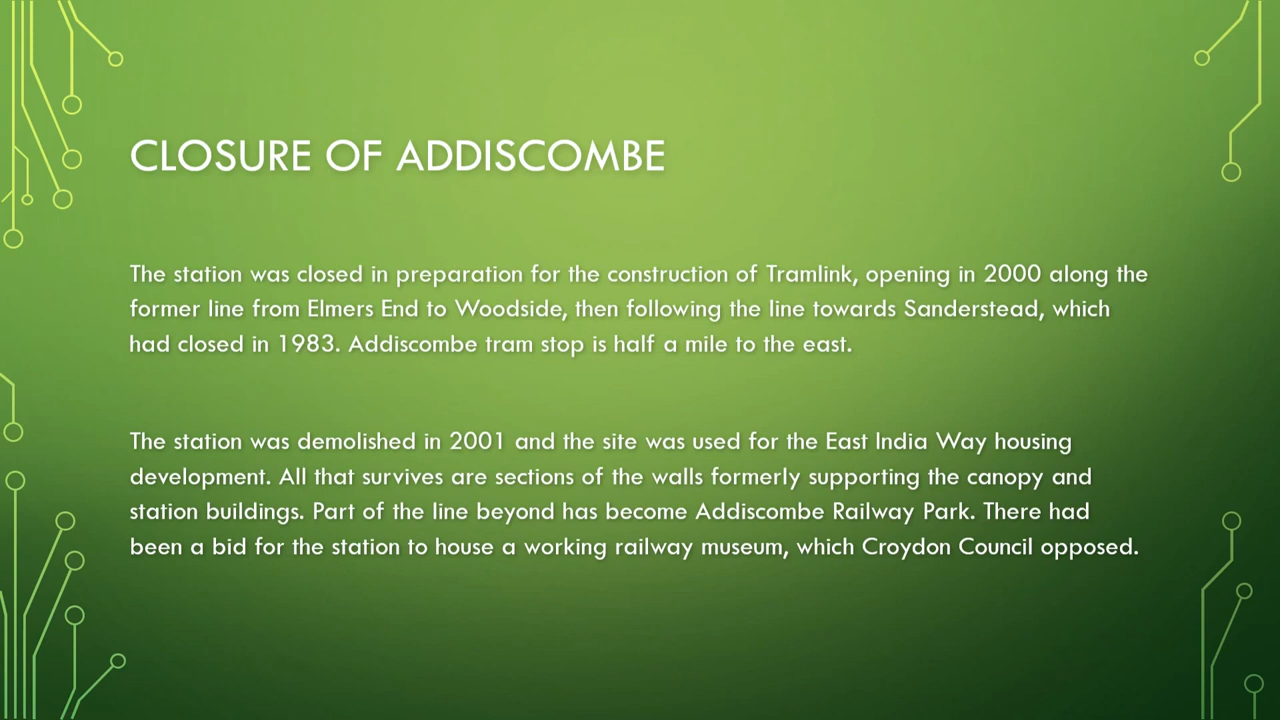 CLOSURE OF ADDISCOMBE
The station was closed in preparation for the construction of Tramlink, opening in 2000 along the
former line from Elmers End to Woodside, then following the line towards Sanderstead, which
had closed in 1983. Addiscombe tram stop is half a mile to the east.
The station was demolished in 2001 and the site was used for the East India Way housing
development. All that survives are sections of the walls formerly supporting the canopy and
station buildings. Part of the line beyond has become Addiscombe Railway Park. There had
been a bid for the station to house a working railway museum, which Croydon Council opposed.